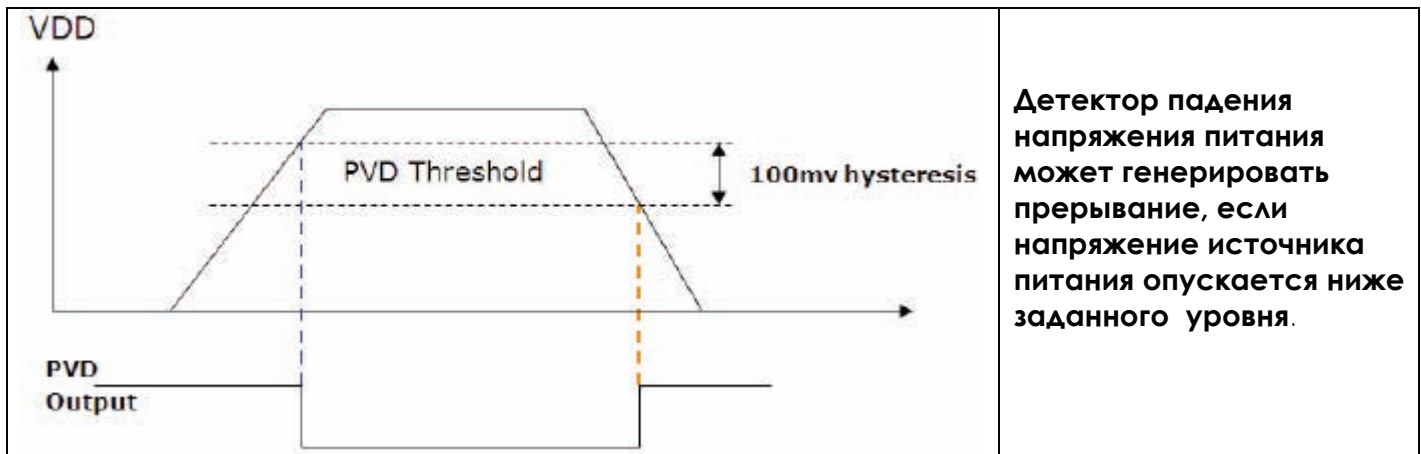 VDD
PVD Threshold
100mv hysteresis
PVD
Output
Детектор падения
напряжения питания
может генерировать
прерывание, если
напряжение источника
питания опускается ниже
заданного уровня.